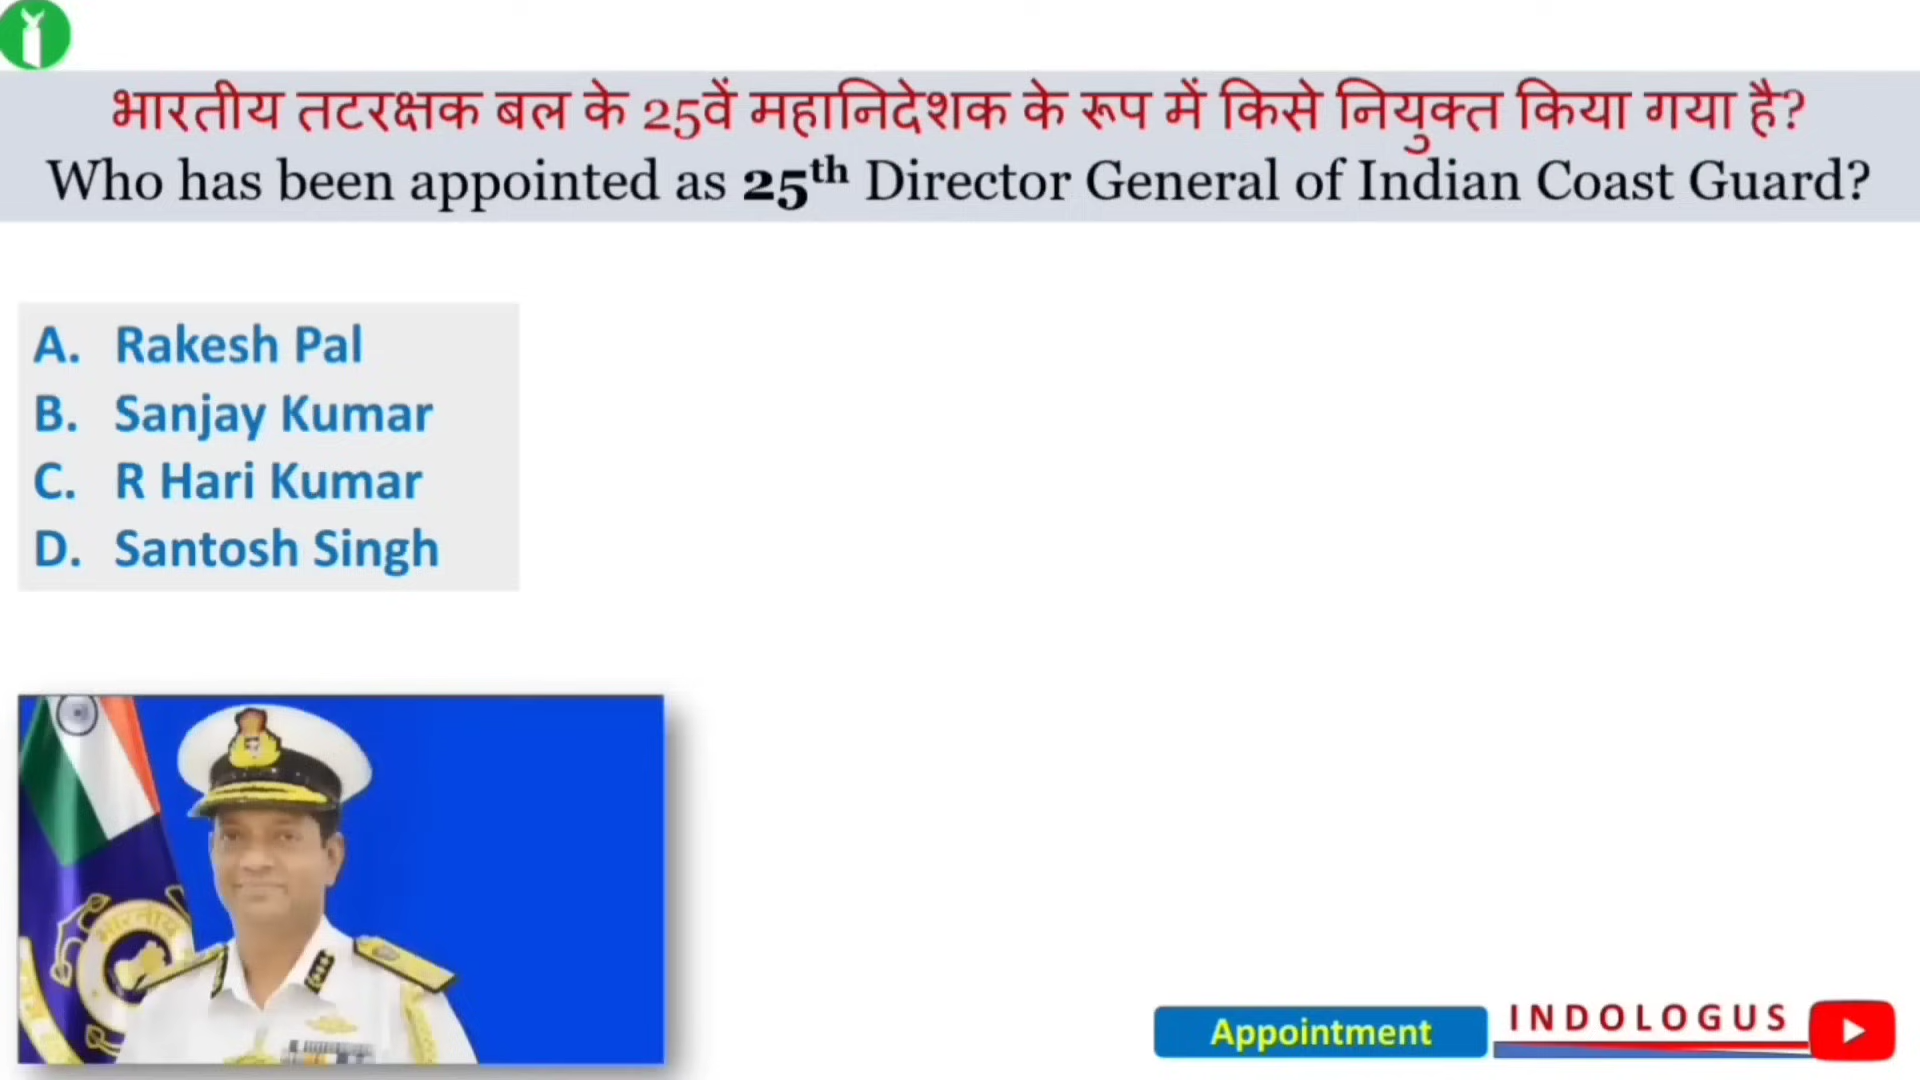 भारतीय तटरक्षक बल के 25वें महानिदेशक के रूप में किसे नियुक्त किया गया है?
Who has been appointed as 25th Director General of Indian Coast Guard?
A. Rakesh Pal
B. Sanjay Kumar
C. R Hari Kumar
D. Santosh Singh
भारतीय
Appointment
INDOLOGUS